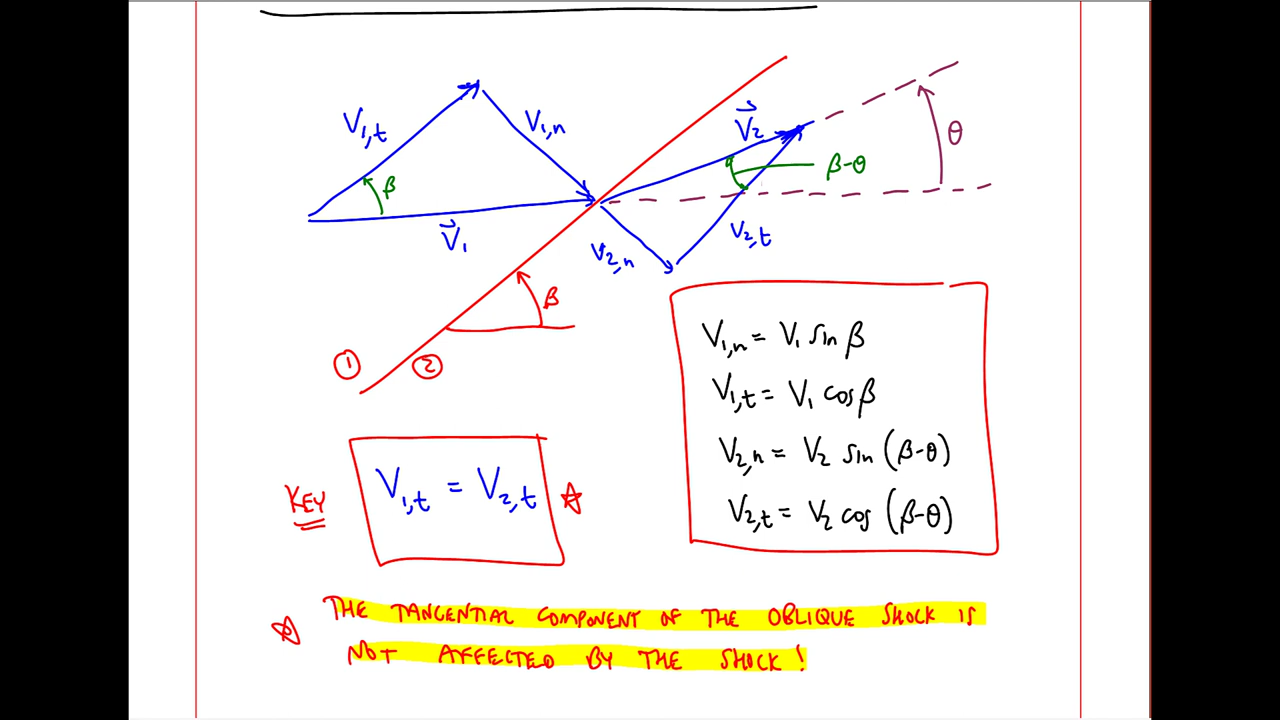 V₁,t
V₁,n
β
V⃗₁
V⃗₂
θ
β-θ
V₂,n
V₂,t
β
① ②
V₁,n = V₁ sin β
V₁,t = V₁ cos β
V₂,n = V₂ sin (β-θ)
V₂,t = V₂ cos (β-θ)
KEY V₁,t = V₂,t ☆
☆ THE TANGENTIAL COMPONENT OF THE OBLIQUE SHOCK IS
NOT AFFECTED BY THE SHOCK!